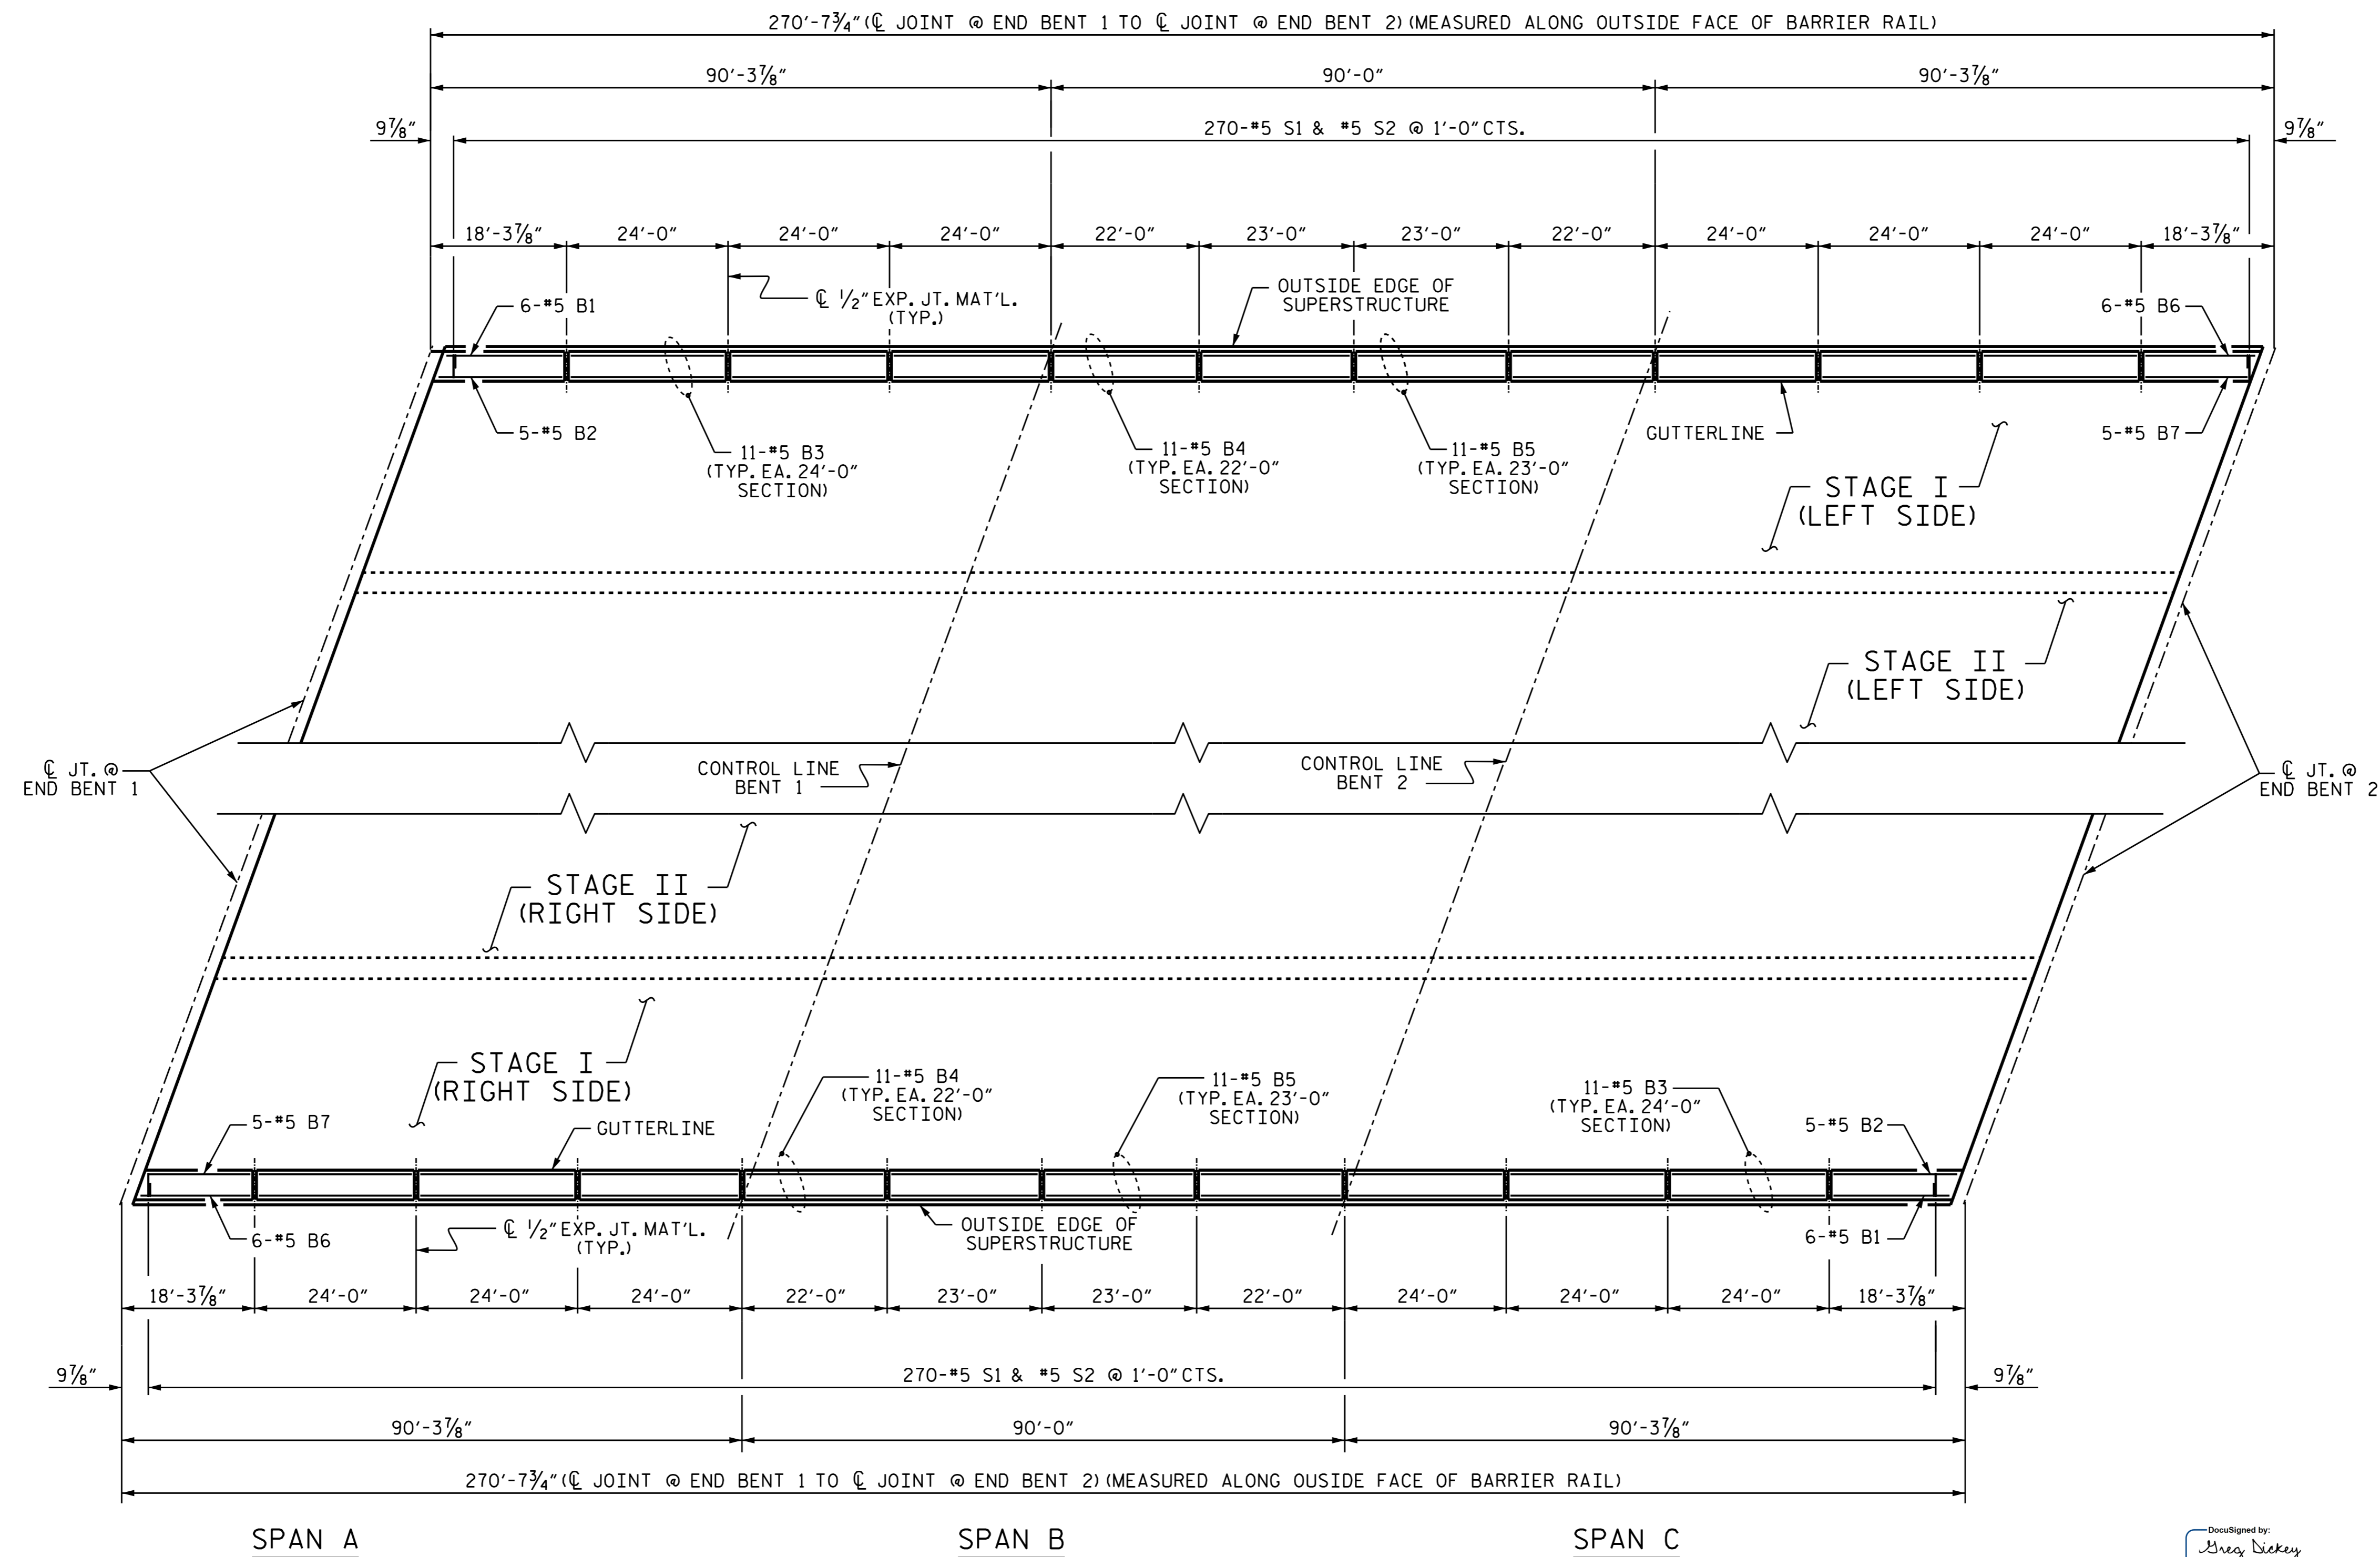 270'-7¾" (℄ JOINT @ END BENT 1 TO ℄ JOINT @ END BENT 2) (MEASURED ALONG OUTSIDE FACE OF BARRIER RAIL)
90'-3⅞" 90'-0" 90'-3⅞"
9⅞" 270-#5 S1 & #5 S2 @ 1'-0" CTS. 9⅞"
18'-3⅞" 24'-0" 24'-0" 24'-0" 22'-0" 23'-0" 23'-0" 22'-0" 24'-0" 24'-0" 24'-0" 18'-3⅞"
6-#5 B1
℄ ½" EXP. JT. MAT'L.
(TYP.)
OUTSIDE EDGE OF
SUPERSTRUCTURE
6-#5 B6
5-#5 B2
11-#5 B3
(TYP. EA. 24'-0"
SECTION)
11-#5 B4
(TYP. EA. 22'-0"
SECTION)
11-#5 B5
(TYP. EA. 23'-0"
SECTION)
GUTTERLINE
5-#5 B7
STAGE I
(LEFT SIDE)
STAGE II
(LEFT SIDE)
℄ JT. @
END BENT 1
CONTROL LINE
BENT 1
CONTROL LINE
BENT 2
℄ JT. @
END BENT 2
STAGE II
(RIGHT SIDE)
STAGE I
(RIGHT SIDE)
5-#5 B7
GUTTERLINE
11-#5 B4
(TYP. EA. 22'-0"
SECTION)
11-#5 B5
(TYP. EA. 23'-0"
SECTION)
11-#5 B3
(TYP. EA. 24'-0"
SECTION)
5-#5 B2
6-#5 B6
℄ ½" EXP. JT. MAT'L.
(TYP.)
OUTSIDE EDGE OF
SUPERSTRUCTURE
6-#5 B1
18'-3⅞" 24'-0" 24'-0" 24'-0" 22'-0" 23'-0" 23'-0" 22'-0" 24'-0" 24'-0" 24'-0" 18'-3⅞"
9⅞" 270-#5 S1 & #5 S2 @ 1'-0" CTS. 9⅞"
90'-3⅞" 90'-0" 90'-3⅞"
270'-7¾" (℄ JOINT @ END BENT 1 TO ℄ JOINT @ END BENT 2) (MEASURED ALONG OUSIDE FACE OF BARRIER RAIL)
SPAN A SPAN B SPAN C
DocuSigned by:
Greg Dickey